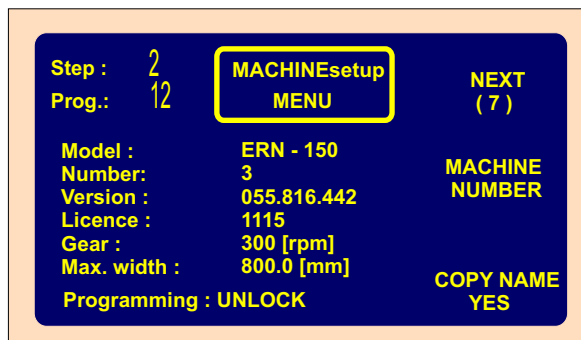 Step : 2
Prog.: 12
MACHINEsetup
MENU
NEXT
( 7 )
Model : ERN - 150
Number: 3
Version : 055.816.442
Licence : 1115
Gear : 300 [rpm]
Max. width : 800.0 [mm]
Programming : UNLOCK
MACHINE
NUMBER
COPY NAME
YES